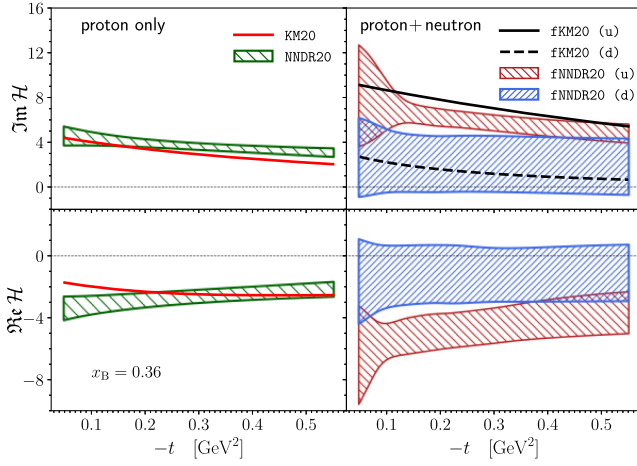 proton only
KM20
NNDR20
proton+neutron
fKM20 (u)
fKM20 (d)
fNNDR20 (u)
fNNDR20 (d)
16
12
8
4
0
ℑm ℋ
0
−4
−8
ℜe ℋ
x_B = 0.36
0.1 0.2 0.3 0.4 0.5
0.1 0.2 0.3 0.4 0.5
−t [GeV²]
−t [GeV²]